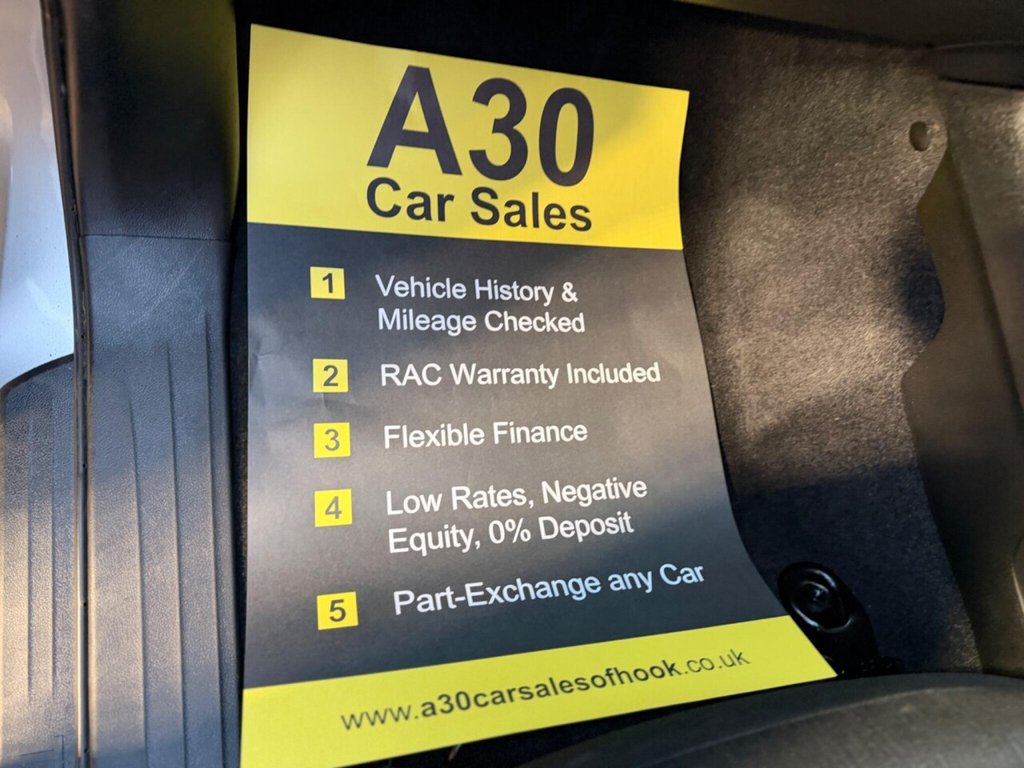 A30
Car Sales
1 Vehicle History &
Mileage Checked
2 RAC Warranty Included
3 Flexible Finance
4 Low Rates, Negative
Equity, 0% Deposit
5 Part-Exchange any Car
www.a30carsalesofhook.co.uk